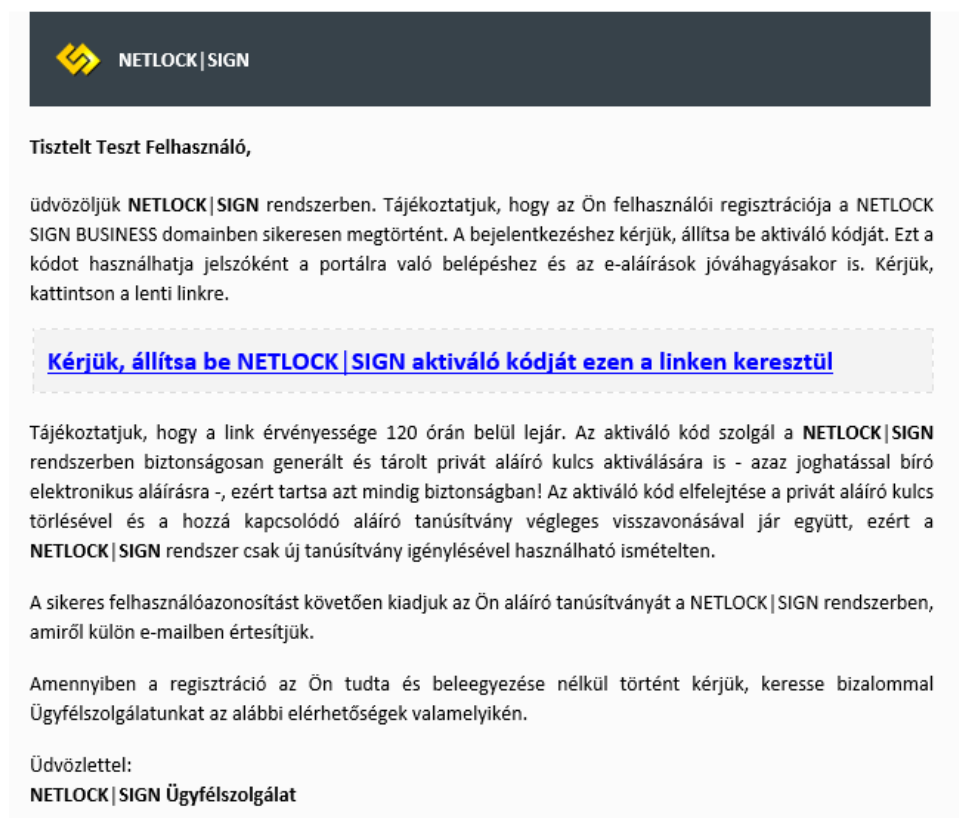 NETLOCK|SIGN
Tisztelt Teszt Felhasználó,
üdvözöljük NETLOCK|SIGN rendszerben. Tájékoztatjuk, hogy az Ön felhasználói regisztrációja a NETLOCK
SIGN BUSINESS domainben sikeresen megtörtént. A bejelentkezéshez kérjük, állítsa be aktiváló kódját. Ezt a
kódot használhatja jelszóként a portálra való belépéshez és az e-aláírások jóváhagyásakor is. Kérjük,
kattintson a lenti linkre.
Kérjük, állítsa be NETLOCK|SIGN aktiváló kódját ezen a linken keresztül
Tájékoztatjuk, hogy a link érvényessége 120 órán belül lejár. Az aktiváló kód szolgál a NETLOCK|SIGN
rendszerben biztonságosan generált és tárolt privát aláíró kulcs aktiválására is - azaz joghatással bíró
elektronikus aláírásra -, ezért tartsa azt mindig biztonságban! Az aktiváló kód elfelejtése a privát aláíró kulcs
törlésével és a hozzá kapcsolódó aláíró tanúsítvány végleges visszavonásával jár együtt, ezért a
NETLOCK|SIGN rendszer csak új tanúsítvány igénylésével használható ismételten.
A sikeres felhasználóazonosítást követően kiadjuk az Ön aláíró tanúsítványát a NETLOCK|SIGN rendszerben,
amiről külön e-mailben értesítjük.
Amennyiben a regisztráció az Ön tudta és beleegyezése nélkül történt kérjük, keresse bizalommal
Ügyfélszolgálatunkat az alábbi elérhetőségek valamelyikén.
Üdvözlettel:
NETLOCK|SIGN Ügyfélszolgálat